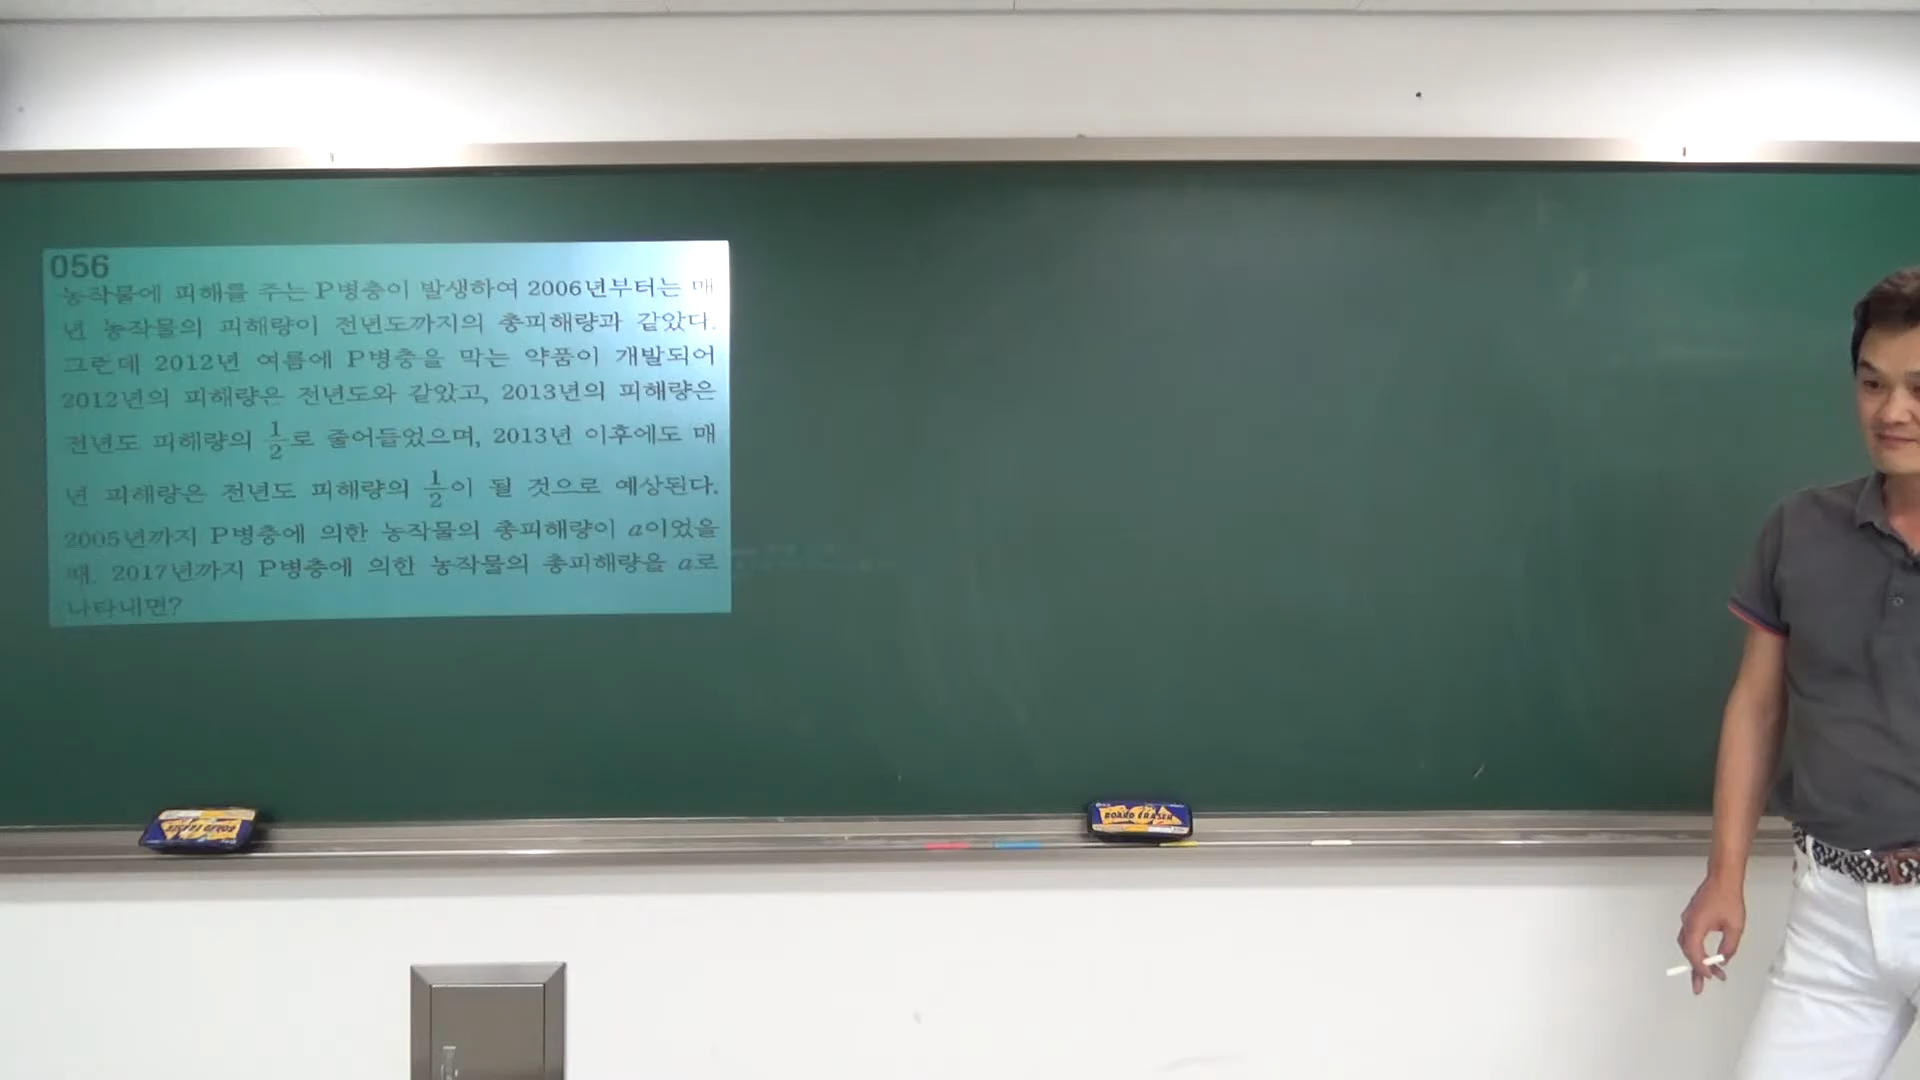 056
농작물에 피해를 주는 P병충이 발생하여 2006년부터는 매
년 농작물의 피해량이 전년도까지의 총피해량과 같았다.
그런데 2012년 여름에 P병충을 막는 약품이 개발되어
2012년의 피해량은 전년도와 같았고, 2013년의 피해량은
전년도 피해량의 1/2로 줄어들었으며, 2013년 이후에도 매
년 피해량은 전년도 피해량의 1/2이 될 것으로 예상된다.
2005년까지 P병충에 의한 농작물의 총피해량이 a이었을
때, 2017년까지 P병충에 의한 농작물의 총피해량을 a로
나타내면?
BOARD ERASER
BOARD ERASER